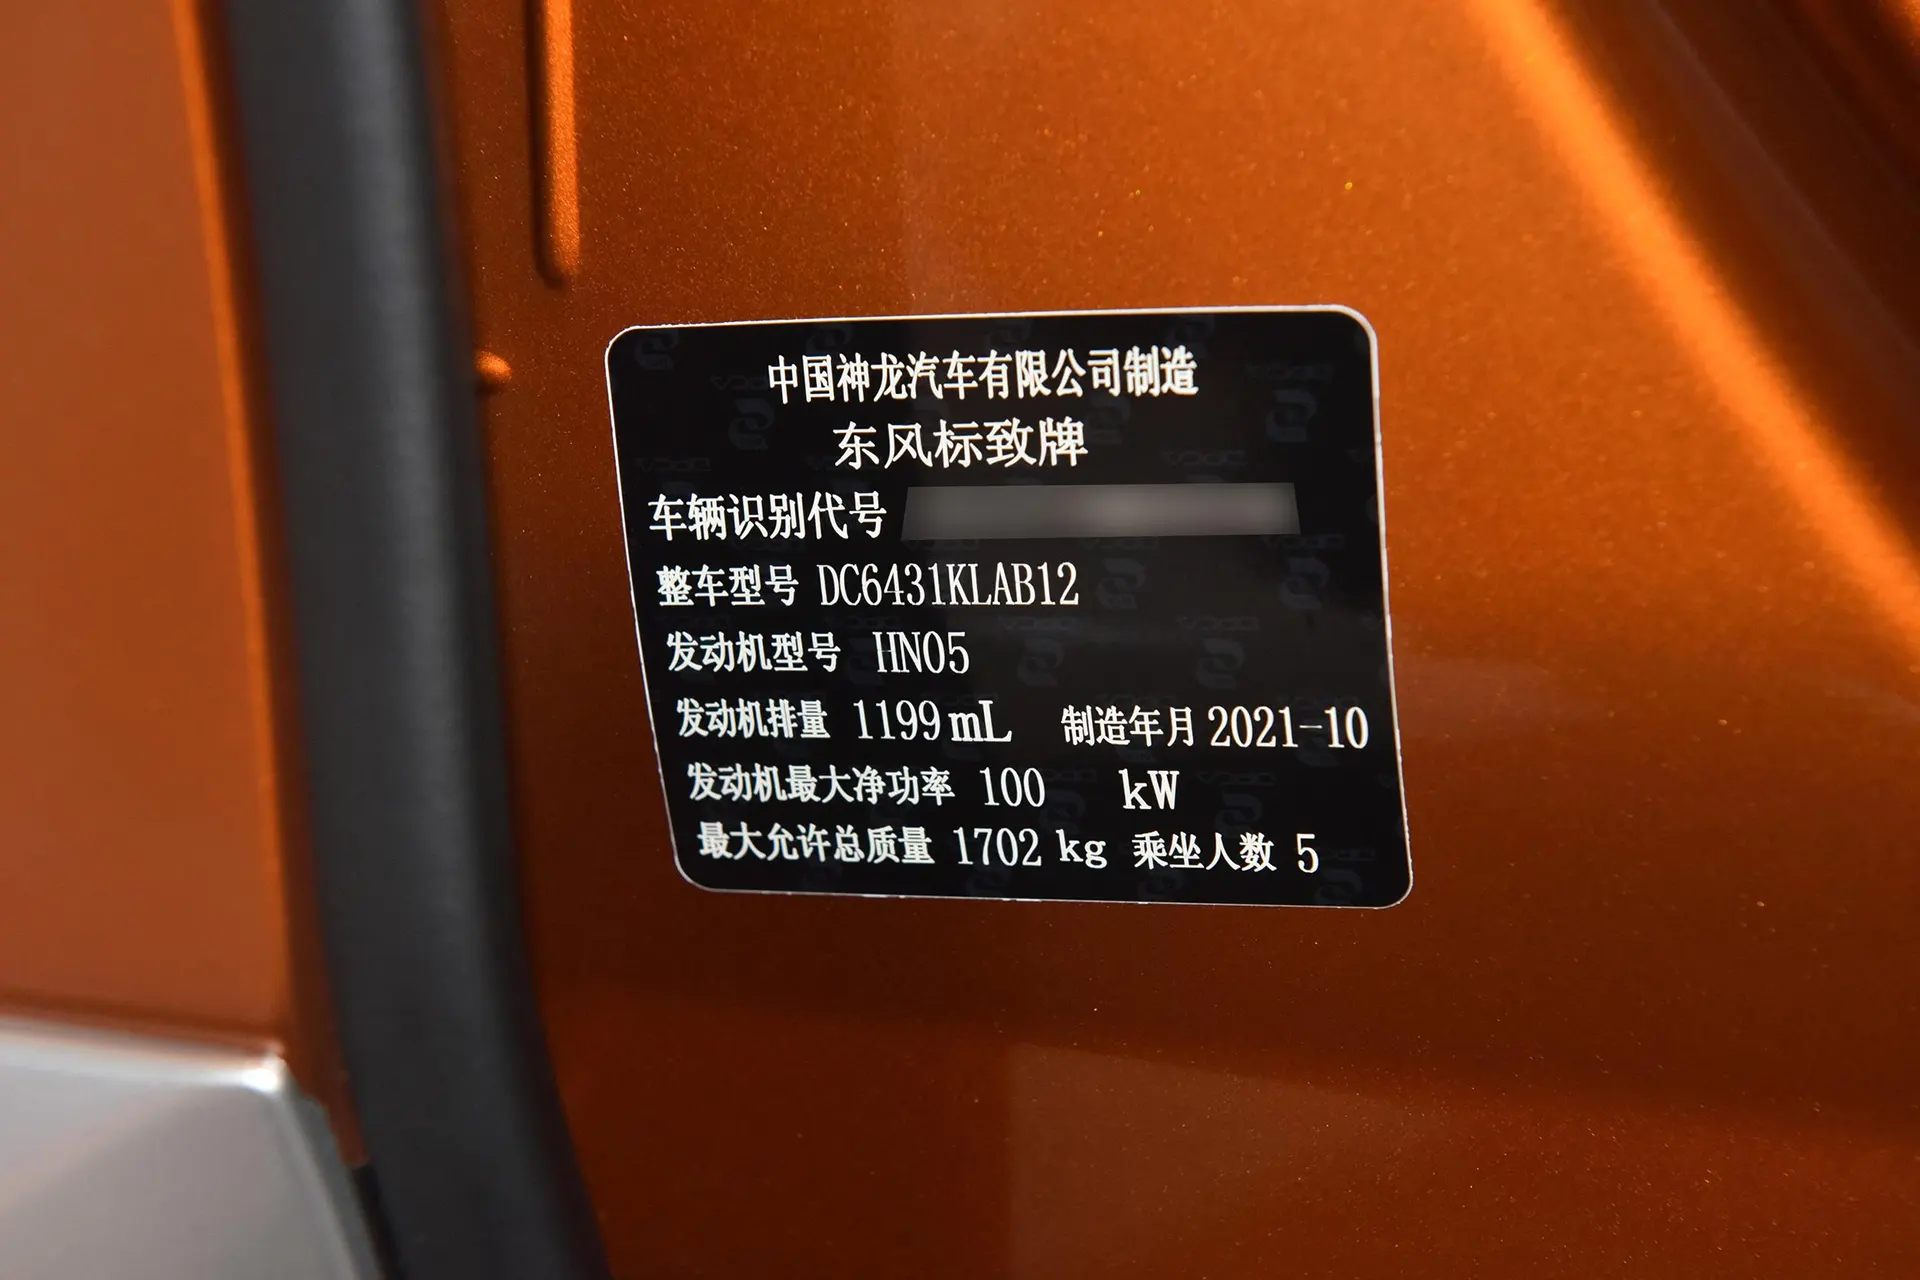 中国神龙汽车有限公司制造
东风标致牌
车辆识别代号
整车型号 DC6431KLAB12
发动机型号 HN05
发动机排量 1199 mL 制造年月 2021-10
发动机最大净功率 100 kW
最大允许总质量 1702 kg 乘坐人数 5